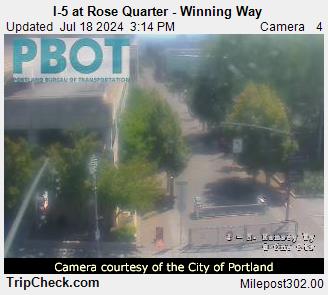 I-5 at Rose Quarter - Winning Way
Updated Jul 18 2024 3:14 PM Camera 4
PBOT
PORTLAND BUREAU OF TRANSPORTATION
Camera courtesy of the City of Portland
TripCheck.com Milepost302.00